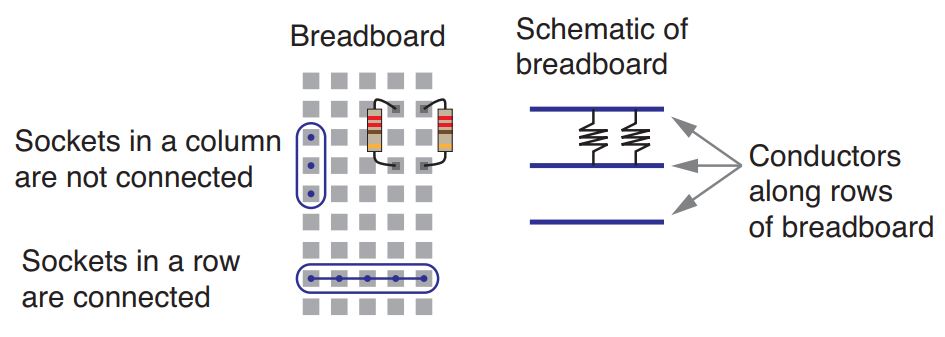 Breadboard
Sockets in a column
are not connected
Sockets in a row
are connected
Schematic of
breadboard
Conductors
along rows
of breadboard